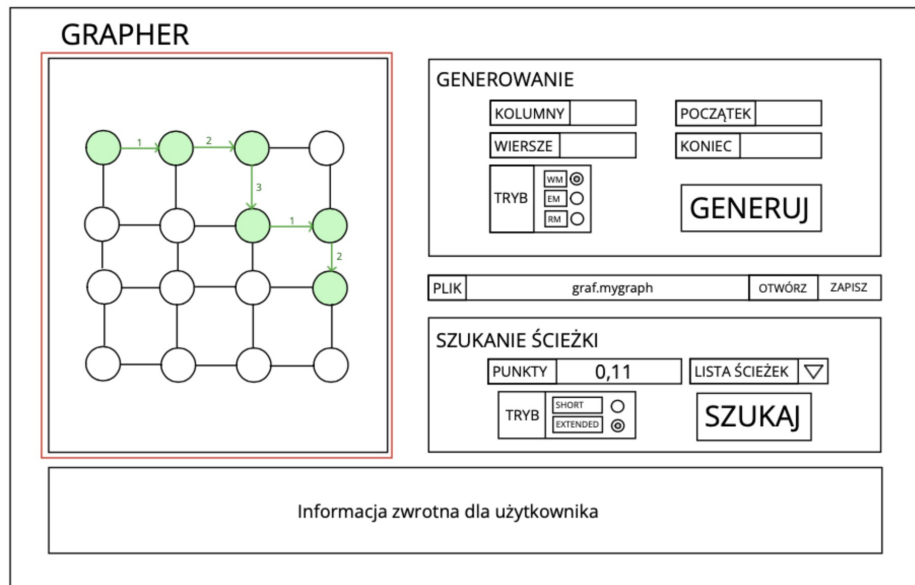 GRAPHER
1
2
3
1
2
GENEROWANIE
KOLUMNY
POCZĄTEK
WIERSZE
KONIEC
TRYB
WM
EM
RM
GENERUJ
PLIK
graf.mygraph
OTWÓRZ
ZAPISZ
SZUKANIE ŚCIEŻKI
PUNKTY
0,11
LISTA ŚCIEŻEK
TRYB
SHORT
EXTENDED
SZUKAJ
Informacja zwrotna dla użytkownika